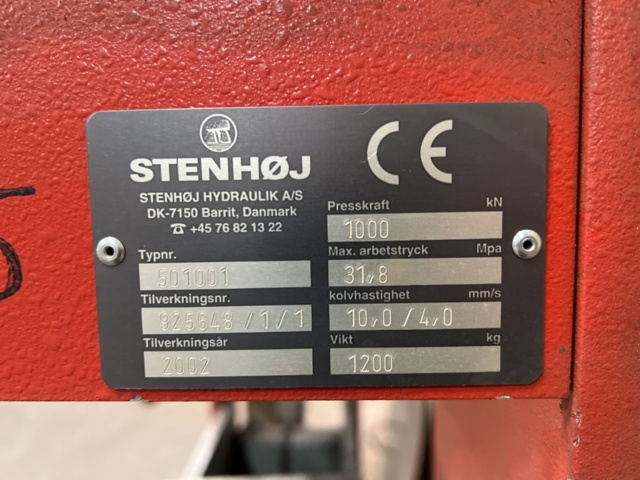 STENHØJ
STENHØJ HYDRAULIK A/S
DK-7150 Barrit, Danmark
☎ +45 76 82 13 22
Typnr.
501001
Tilverkningsnr.
925648/1/1
Tilverkningsår
2002
CE
Presskraft kN
1000
Max. arbetstryck Mpa
31,8
kolvhastighet mm/s
10,0/4,0
Vikt kg
1200